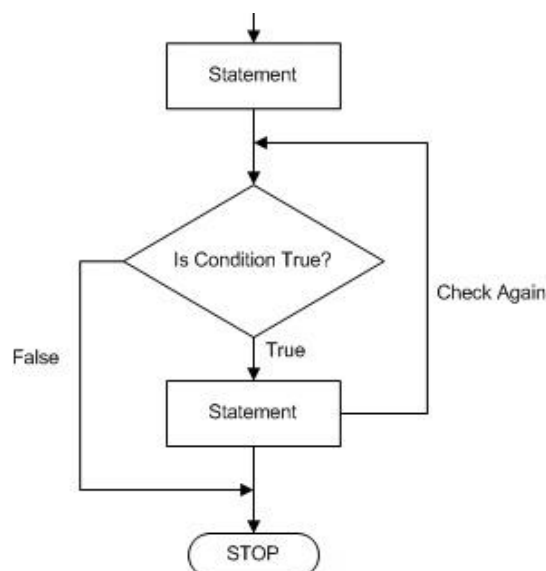 Statement
Is Condition True?
Check Again
True
False
Statement
STOP